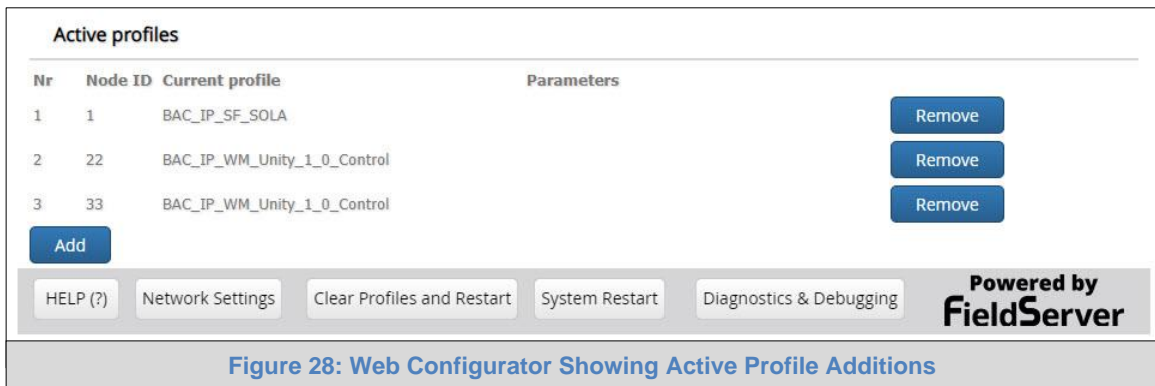 Active profiles
Nr Node ID Current profile Parameters
1 1 BAC_IP_SF_SOLA Remove
2 22 BAC_IP_WM_Unity_1_0_Control Remove
3 33 BAC_IP_WM_Unity_1_0_Control Remove
Add
HELP (?) Network Settings Clear Profiles and Restart System Restart Diagnostics & Debugging Powered by
FieldServer
Figure 28: Web Configurator Showing Active Profile Additions